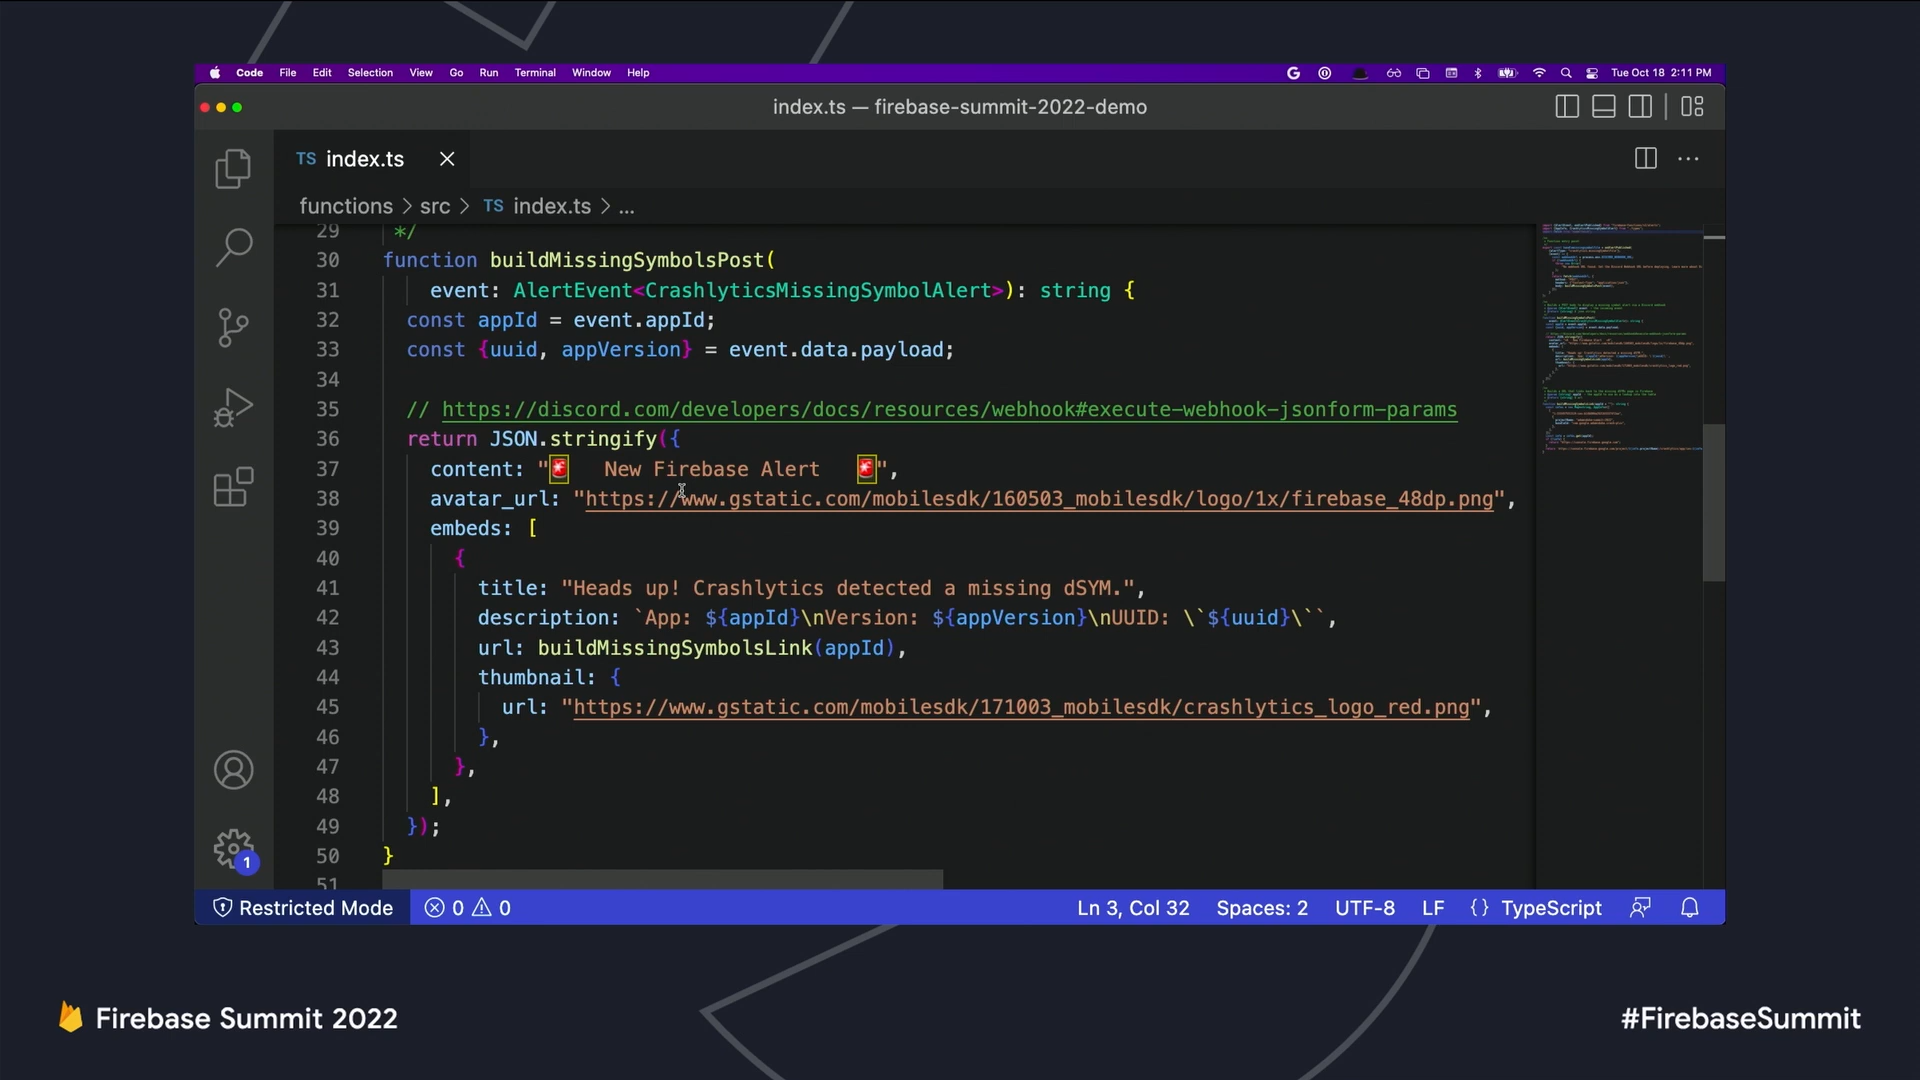 Code File Edit Selection View Go Run Terminal Window Help
Tue Oct 18 2:11 PM
index.ts — firebase-summit-2022-demo
TS index.ts
functions > src > TS index.ts > ...
29 */
30 function buildMissingSymbolsPost(
31 event: AlertEvent<CrashlyticsMissingSymbolAlert>): string {
32 const appId = event.appId;
33 const {uuid, appVersion} = event.data.payload;
34
35 // https://discord.com/developers/docs/resources/webhook#execute-webhook-jsonform-params
36 return JSON.stringify({
37 content: "🚨 New Firebase Alert 🚨",
38 avatar_url: "https://www.gstatic.com/mobilesdk/160503_mobilesdk/logo/1x/firebase_48dp.png",
39 embeds: [
40 {
41 title: "Heads up! Crashlytics detected a missing dSYM.",
42 description: `App: ${appId}\nVersion: ${appVersion}\nUUID: \`${uuid}\``,
43 url: buildMissingSymbolsLink(appId),
44 thumbnail: {
45 url: "https://www.gstatic.com/mobilesdk/171003_mobilesdk/crashlytics_logo_red.png",
46 },
47 },
48 ],
49 });
50 }
51
1
Restricted Mode 0 0 Ln 3, Col 32 Spaces: 2 UTF-8 LF {} TypeScript
Firebase Summit 2022
#FirebaseSummit